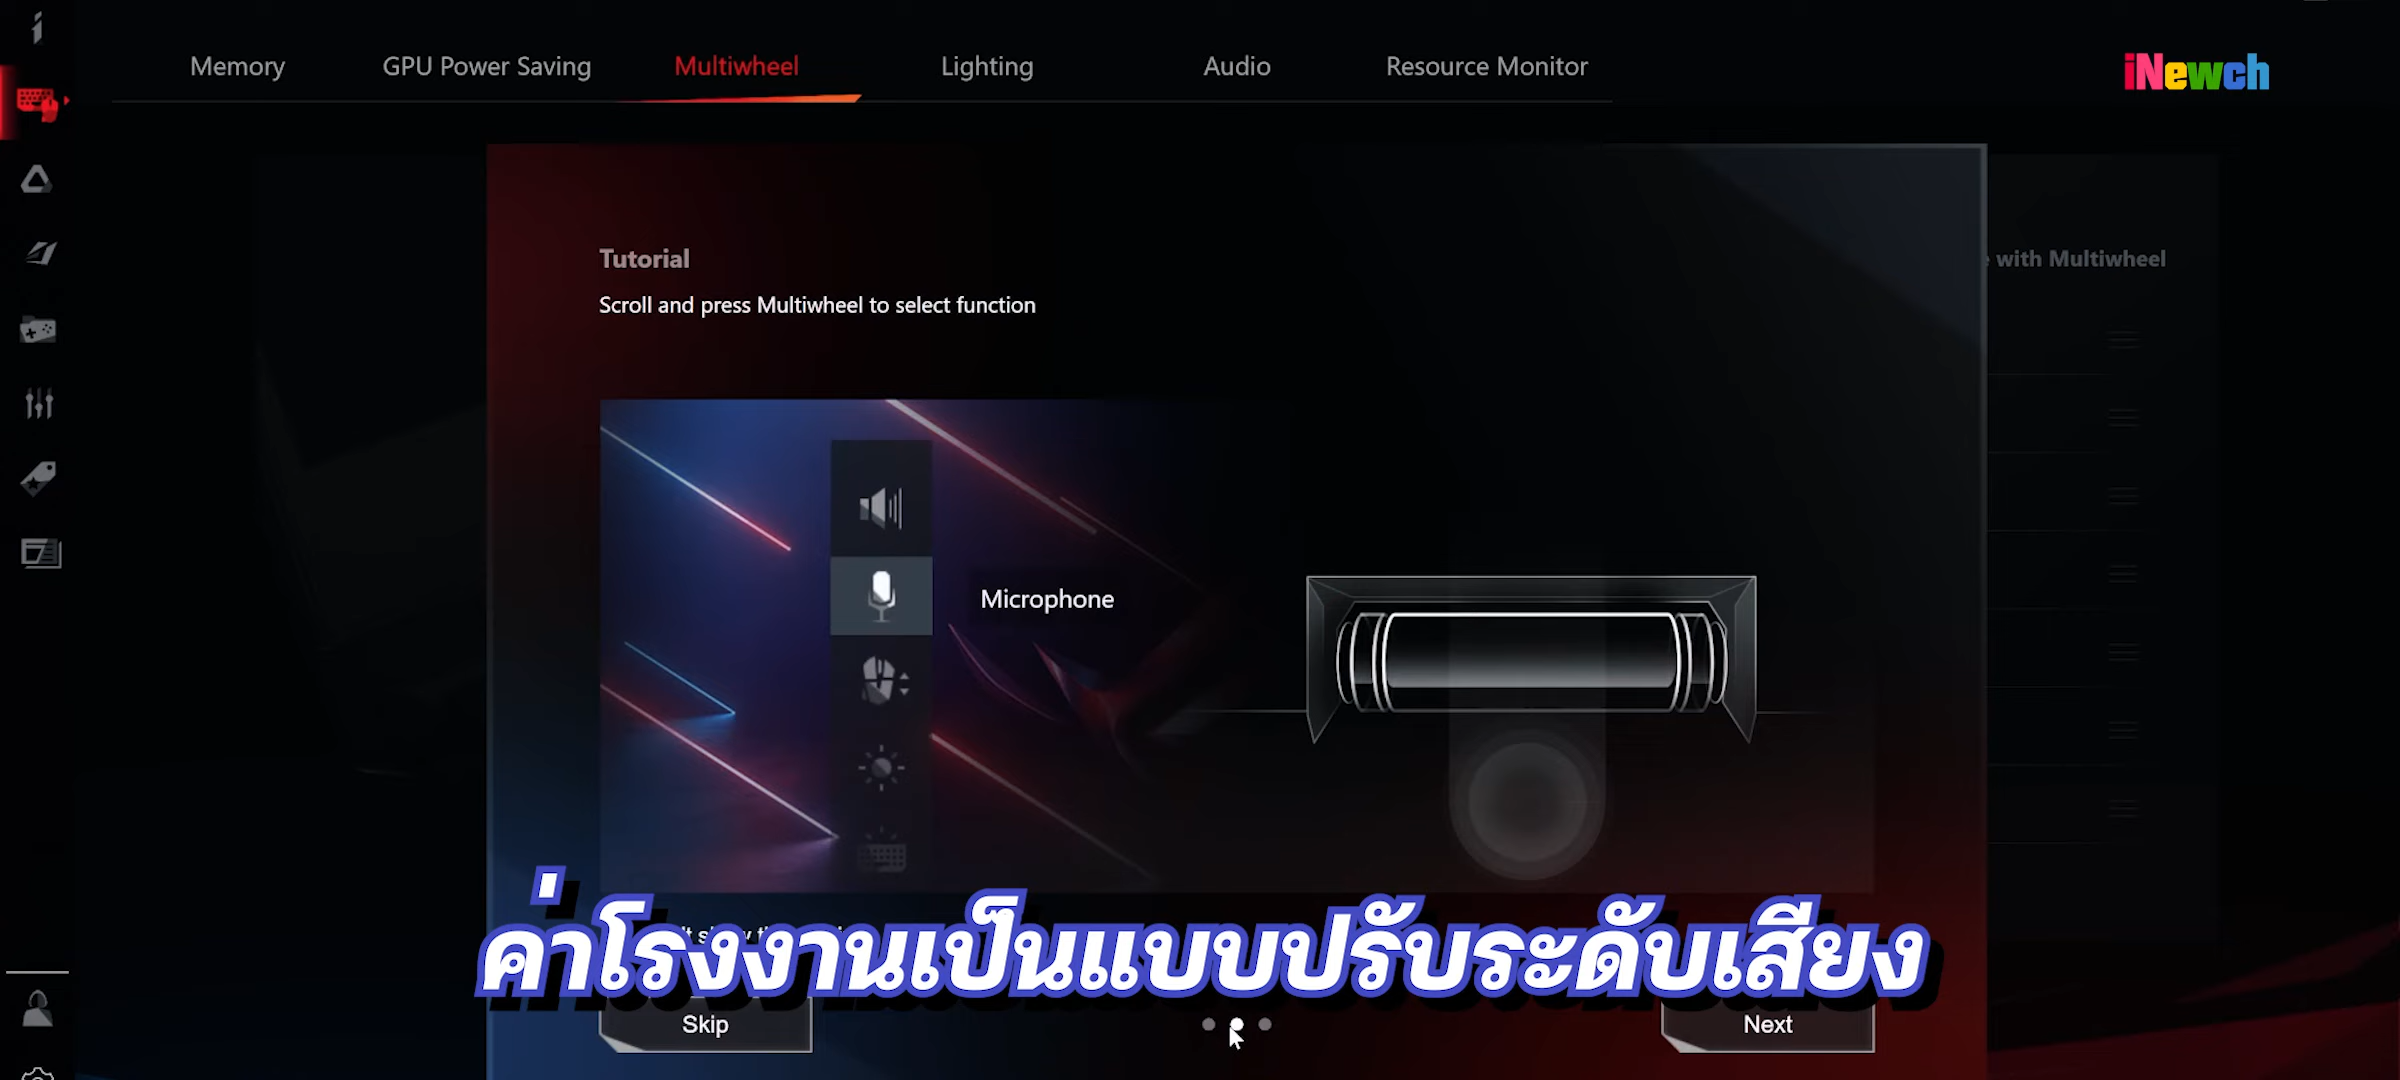 Memory
GPU Power Saving
Multiwheel
Lighting
Audio
Resource Monitor
iNewch
Tutorial
with Multiwheel
Scroll and press Multiwheel to select function
Microphone
ค่าโรงงานเป็นแบบปรับระดับเสียง
Skip
Next